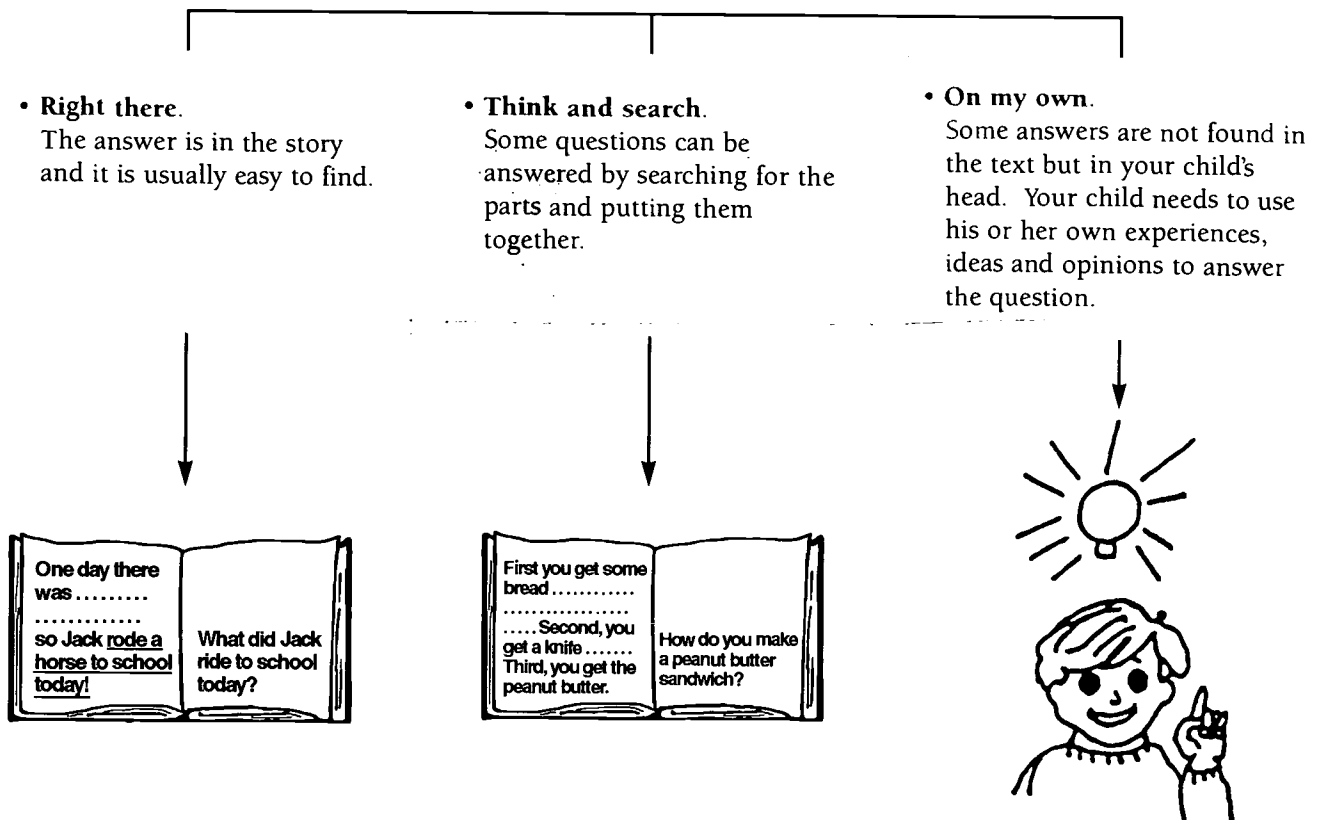 • Right there.
The answer is in the story
and it is usually easy to find.
• Think and search.
Some questions can be
answered by searching for the
parts and putting them
together.
• On my own.
Some answers are not found in
the text but in your child's
head. Your child needs to use
his or her own experiences,
ideas and opinions to answer
the question.
One day there
was .........
.............
so Jack rode a
horse to school
today!
What did Jack
ride to school
today?
First you get some
bread ............
..................
..... Second, you
get a knife .......
Third, you get the
peanut butter.
How do you make
a peanut butter
sandwich?